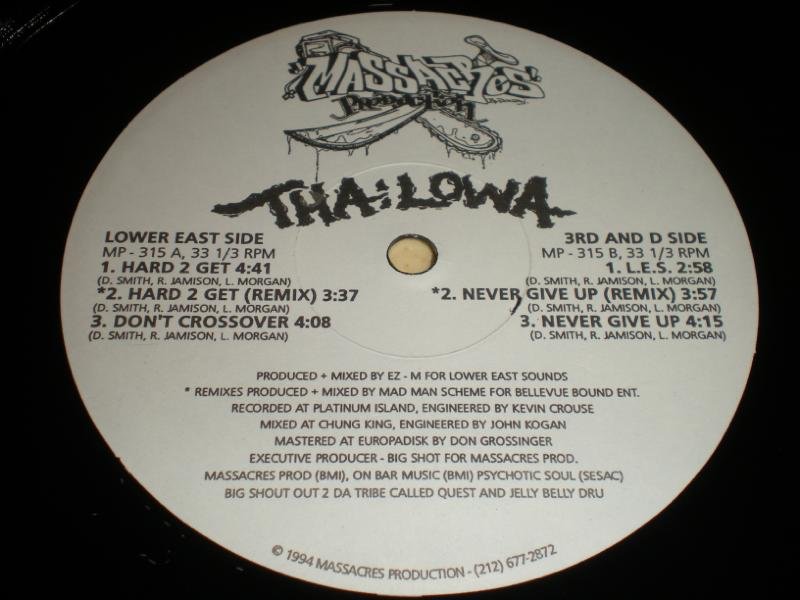 "MASSACRES"
PRODUCTION
THA LOWA
LOWER EAST SIDE
MP - 315 A, 33 1/3 RPM
1. HARD 2 GET 4:41
(D. SMITH, R. JAMISON, L. MORGAN)
*2. HARD 2 GET (REMIX) 3:37
(D. SMITH, R. JAMISON, L. MORGAN)
3. DON'T CROSSOVER 4:08
(D. SMITH, R. JAMISON, L. MORGAN)
3RD AND D SIDE
MP - 315 B, 33 1/3 RPM
1. L.E.S. 2:58
(D. SMITH, R. JAMISON, L. MORGAN)
*2. NEVER GIVE UP (REMIX) 3:57
(D. SMITH, R. JAMISON, L. MORGAN)
3. NEVER GIVE UP 4:15
(D. SMITH, R. JAMISON, L. MORGAN)
PRODUCED + MIXED BY EZ - M FOR LOWER EAST SOUNDS
* REMIXES PRODUCED + MIXED BY MAD MAN SCHEME FOR BELLEVUE BOUND ENT.
RECORDED AT PLATINUM ISLAND, ENGINEERED BY KEVIN CROUSE
MIXED AT CHUNG KING, ENGINEERED BY JOHN KOGAN
MASTERED AT EUROPADISK BY DON GROSSINGER
EXECUTIVE PRODUCER - BIG SHOT FOR MASSACRES PROD.
MASSACRES PROD (BMI), ON BAR MUSIC (BMI) PSYCHOTIC SOUL (SESAC)
BIG SHOUT OUT 2 DA TRIBE CALLED QUEST AND JELLY BELLY DRU
© 1994 MASSACRES PRODUCTION - (212) 677-2872